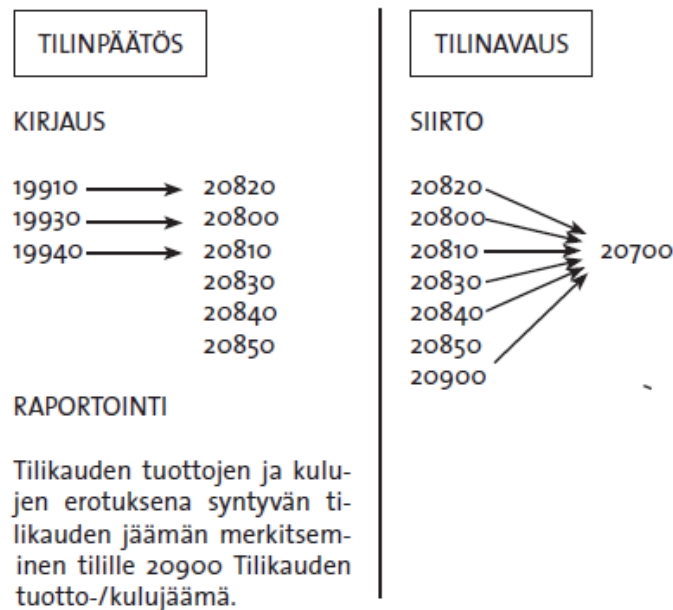 TILINPÄÄTÖS
KIRJAUS
19910 20820
19930 20800
19940 20810
20830
20840
20850
RAPORTOINTI
Tilikauden tuottojen ja kulu-
jen erotuksena syntyvän ti-
likauden jäämän merkitsem-
inen tilille 20900 Tilikauden
tuotto-/kulujäämä.
TILINAVAUS
SIIRTO
20820
20800
20810 20700
20830
20840
20850
20900